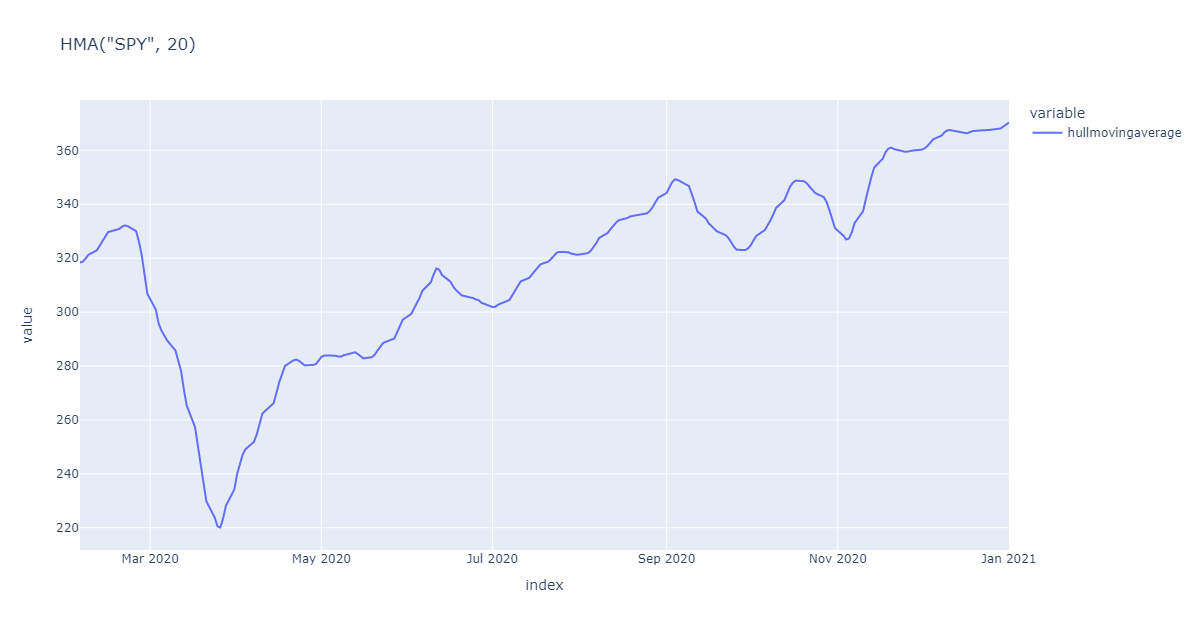 HMA("SPY", 20)
variable
hullmovingaverage
value
360
340
320
300
280
260
240
220
Mar 2020
May 2020
Jul 2020
Sep 2020
Nov 2020
Jan 2021
index